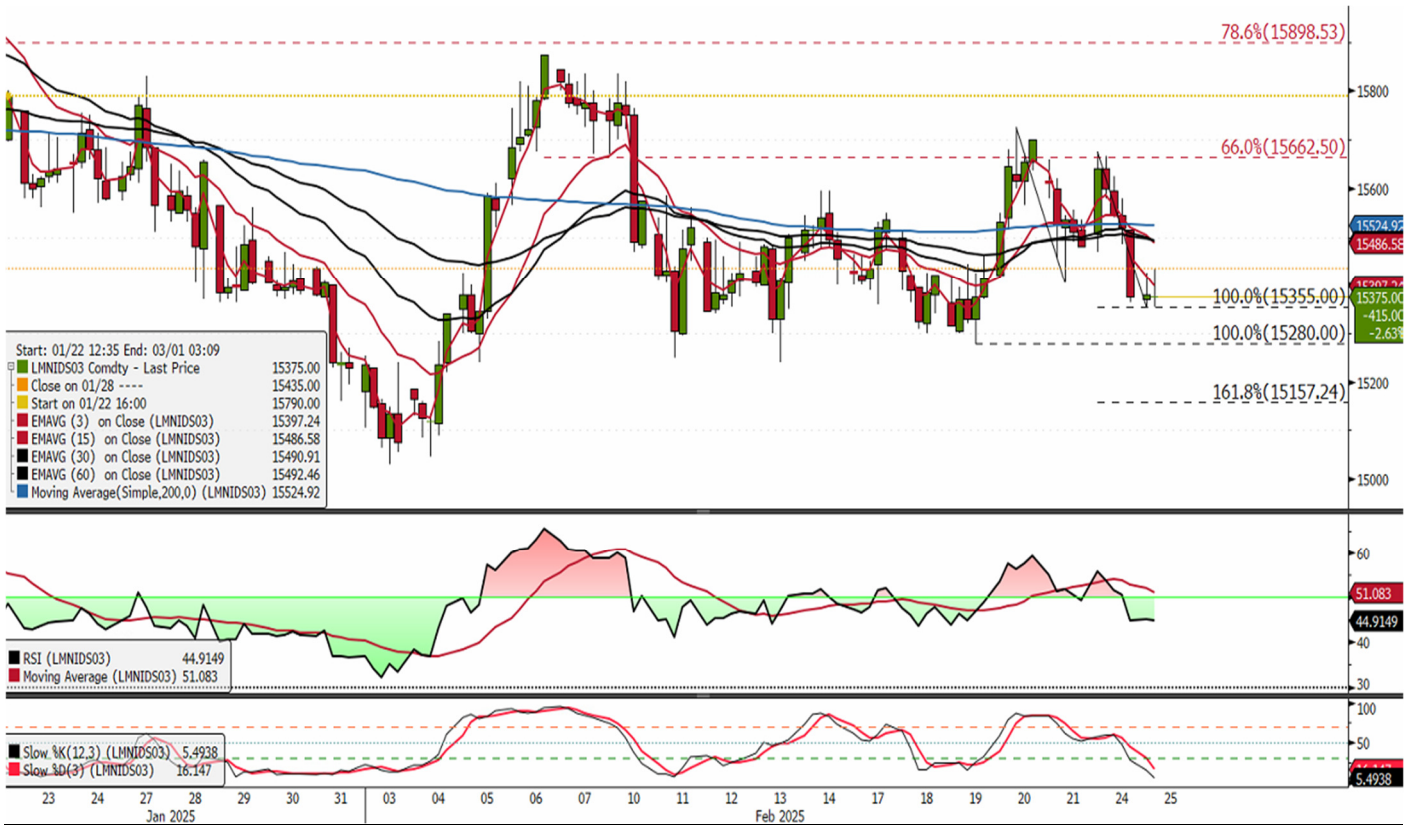 78.6%(15898.53)
15800
66.0%(15662.50)
15600
15524.92
15486.58
15397.24
100.0%(15355.00)
15375.00
-415.00
-2.63%
100.0%(15280.00)
15200
161.8%(15157.24)
15000
Start: 01/22 12:35 End: 03/01 03:09
LMNIDS03 Comdty - Last Price 15375.00
Close on 01/28 ---- 15435.00
Start on 01/22 16:00 15790.00
EMAVG (3) on Close (LMNIDS03) 15397.24
EMAVG (15) on Close (LMNIDS03) 15486.58
EMAVG (30) on Close (LMNIDS03) 15490.91
EMAVG (60) on Close (LMNIDS03) 15492.46
Moving Average(Simple,200,0) (LMNIDS03) 15524.92
60
51.083
44.9149
40
30
RSI (LMNIDS03) 44.9149
Moving Average (LMNIDS03) 51.083
100
50
16.147
5.4938
Slow %K(12,3) (LMNIDS03) 5.4938
Slow %D(3) (LMNIDS03) 16.147
23 24 27 28 29 30 31 03 04 05 06 07 10 11 12 13 14 17 18 19 20 21 24 25
Jan 2025 Feb 2025